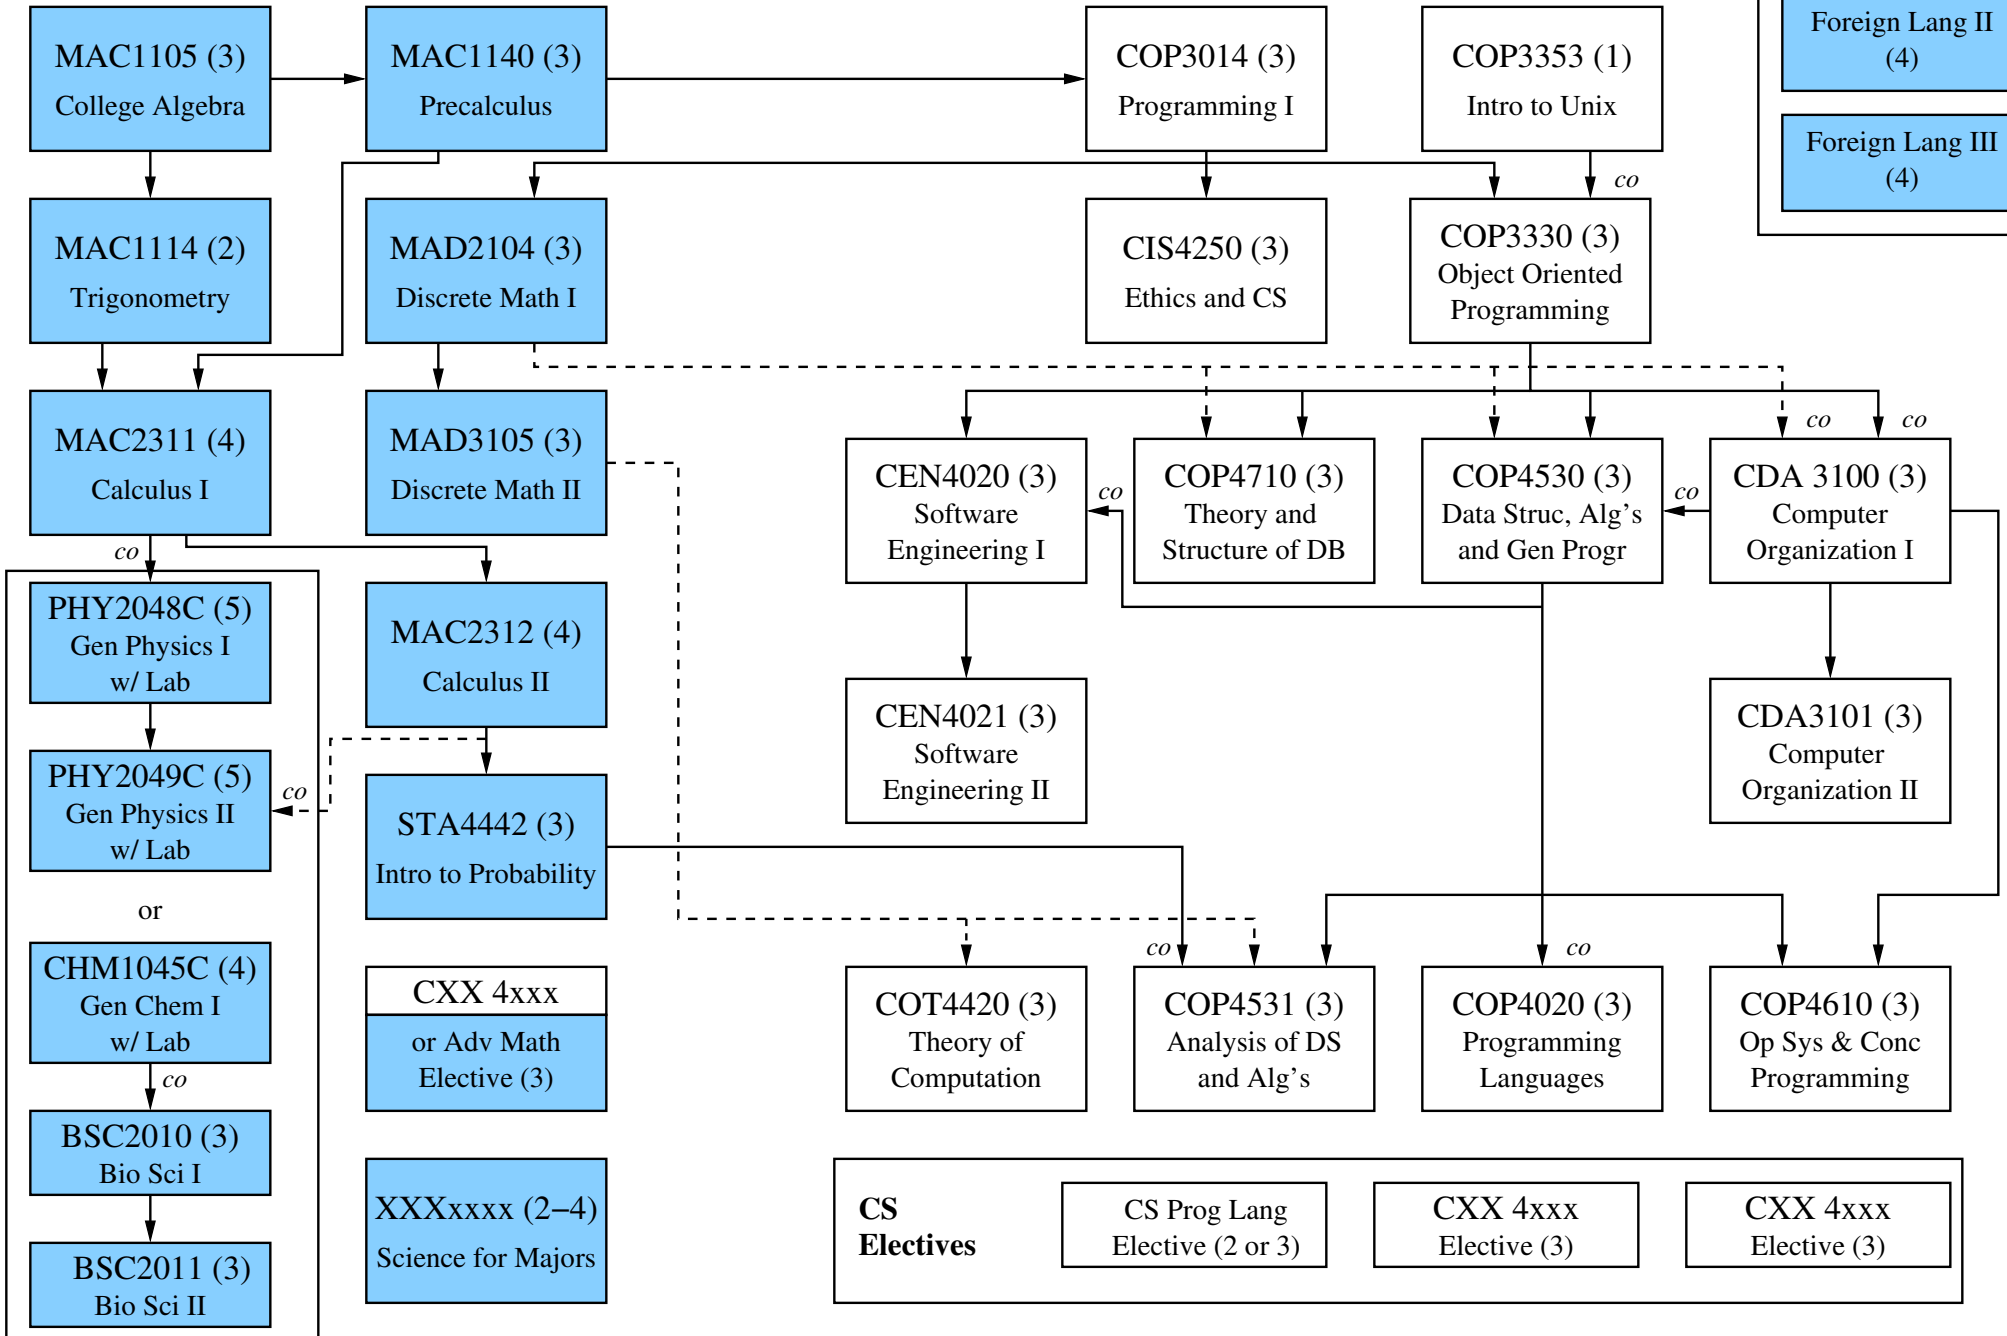 MAC1105 (3)
College Algebra
MAC1140 (3)
Precalculus
COP3014 (3)
Programming I
COP3353 (1)
Intro to Unix
Foreign Lang II
(4)
Foreign Lang III
(4)
co
MAC1114 (2)
Trigonometry
MAD2104 (3)
Discrete Math I
CIS4250 (3)
Ethics and CS
COP3330 (3)
Object Oriented
Programming
co
co
MAC2311 (4)
Calculus I
MAD3105 (3)
Discrete Math II
CEN4020 (3)
Software
Engineering I
co
COP4710 (3)
Theory and
Structure of DB
COP4530 (3)
Data Struc, Alg's
and Gen Progr
co
CDA 3100 (3)
Computer
Organization I
co
PHY2048C (5)
Gen Physics I
w/ Lab
MAC2312 (4)
Calculus II
CEN4021 (3)
Software
Engineering II
CDA3101 (3)
Computer
Organization II
PHY2049C (5)
Gen Physics II
w/ Lab
co
STA4442 (3)
Intro to Probability
or
co
co
CHM1045C (4)
Gen Chem I
w/ Lab
CXX 4xxx
or Adv Math
Elective (3)
COT4420 (3)
Theory of
Computation
COP4531 (3)
Analysis of DS
and Alg's
COP4020 (3)
Programming
Languages
COP4610 (3)
Op Sys & Conc
Programming
co
BSC2010 (3)
Bio Sci I
XXXxxxx (2−4)
Science for Majors
CS
Electives
CS Prog Lang
Elective (2 or 3)
CXX 4xxx
Elective (3)
CXX 4xxx
Elective (3)
BSC2011 (3)
Bio Sci II